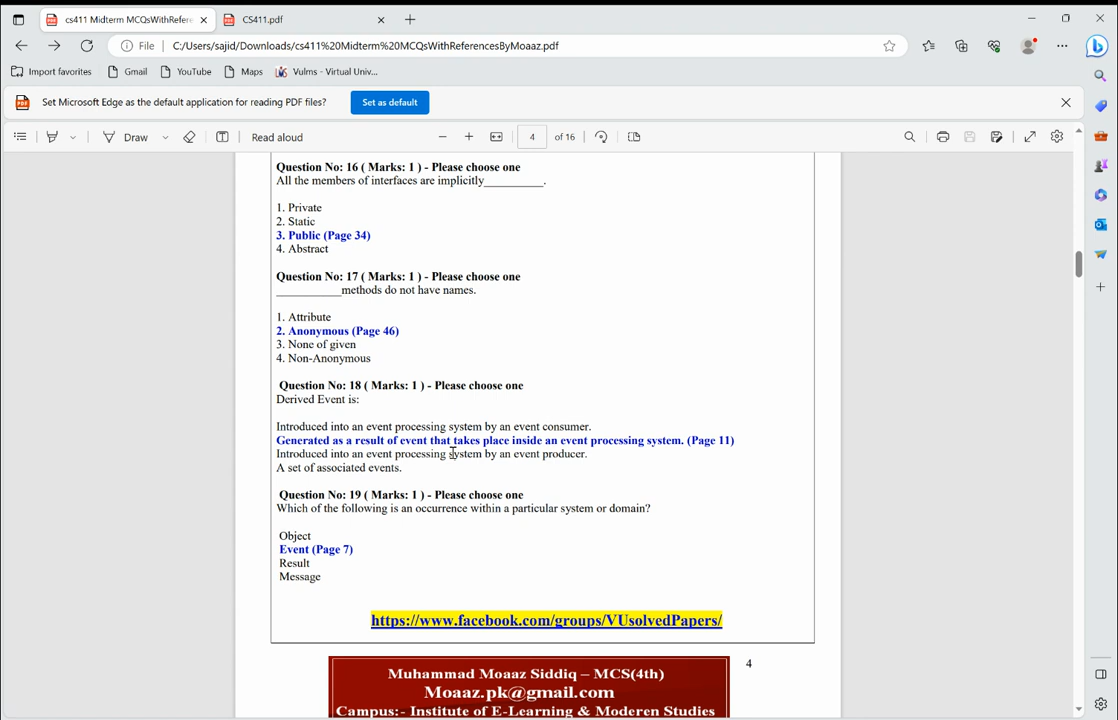 cs411 Midterm MCQsWithRefere
CS411.pdf
File
C:/Users/sajid/Downloads/cs411%20Midterm%20MCQsWithReferencesByMoaaz.pdf
Import favorites
Gmail
YouTube
Maps
Vulms - Virtual Univ...
Set Microsoft Edge as the default application for reading PDF files?
Set as default
Draw
Read aloud
4
of 16
Question No: 16 ( Marks: 1 ) - Please choose one
All the members of interfaces are implicitly__________.
1. Private
2. Static
3. Public (Page 34)
4. Abstract
Question No: 17 ( Marks: 1 ) - Please choose one
___________methods do not have names.
1. Attribute
2. Anonymous (Page 46)
3. None of given
4. Non-Anonymous
Question No: 18 ( Marks: 1 ) - Please choose one
Derived Event is:
Introduced into an event processing system by an event consumer.
Generated as a result of event that takes place inside an event processing system. (Page 11)
Introduced into an event processing system by an event producer.
A set of associated events.
Question No: 19 ( Marks: 1 ) - Please choose one
Which of the following is an occurrence within a particular system or domain?
Object
Event (Page 7)
Result
Message
https://www.facebook.com/groups/VUsolvedPapers/
4
Muhammad Moaaz Siddiq – MCS(4th)
Moaaz.pk@gmail.com
Campus:- Institute of E-Learning & Moderen Studies